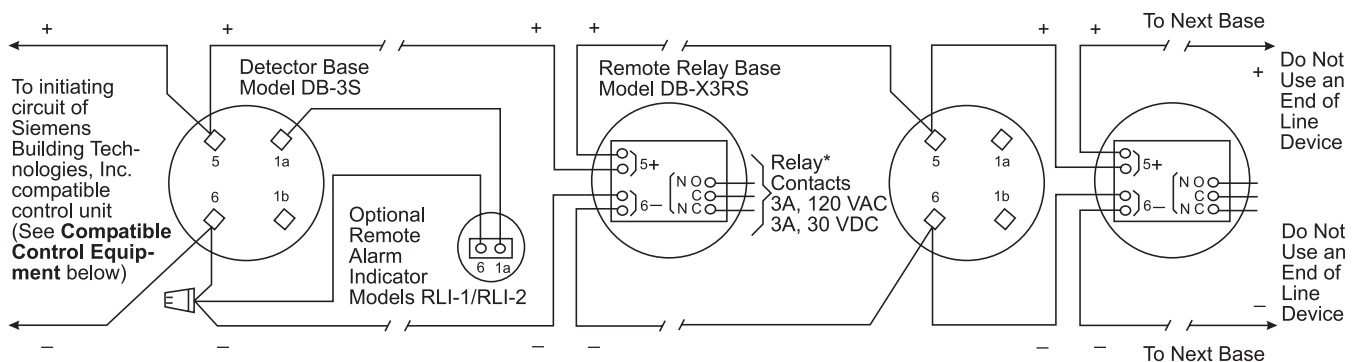 + + + + + + To Next Base
To initiating
circuit of
Siemens
Building Tech-
nologies, Inc.
compatible
control unit
(See Compatible
Control Equip-
ment below)
Detector Base
Model DB-3S
5 1a
6 1b
Optional
Remote
Alarm
Indicator
Models RLI-1/RLI-2
6 1a
Remote Relay Base
Model DB-X3RS
5+
6–
N O
C
N C
Relay*
Contacts
3A, 120 VAC
3A, 30 VDC
5 1a
6 1b
5+
6–
N O
C
N C
+
Do Not
Use an
End of
Line
Device
Do Not
Use an
End of
Line
Device
–
– – – – – – To Next Base